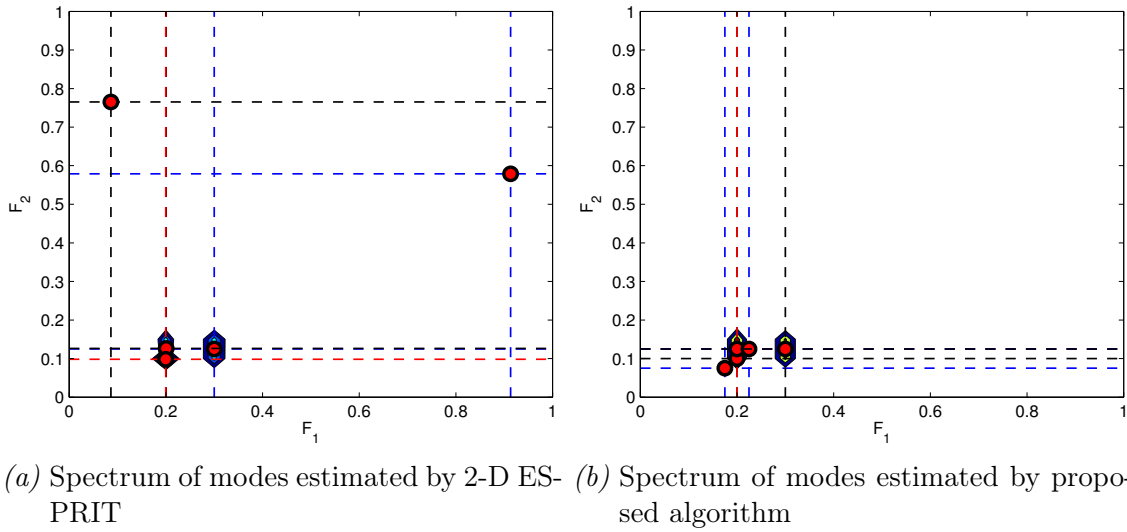 1
0.9
0.8
0.7
0.6
0.5
0.4
0.3
0.2
0.1
0
F2
0 0.2 0.4 0.6 0.8 1
F1
1
0.9
0.8
0.7
0.6
0.5
0.4
0.3
0.2
0.1
0
F2
0 0.2 0.4 0.6 0.8 1
F1
(a) Spectrum of modes estimated by 2-D ES-
PRIT
(b) Spectrum of modes estimated by propo-
sed algorithm